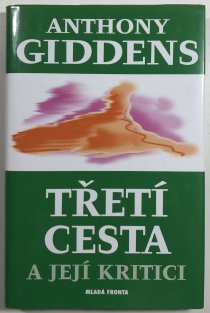 ANTHONY
GIDDENS
TŘETÍ
CESTA
A JEJÍ KRITICI
MLADÁ FRONTA